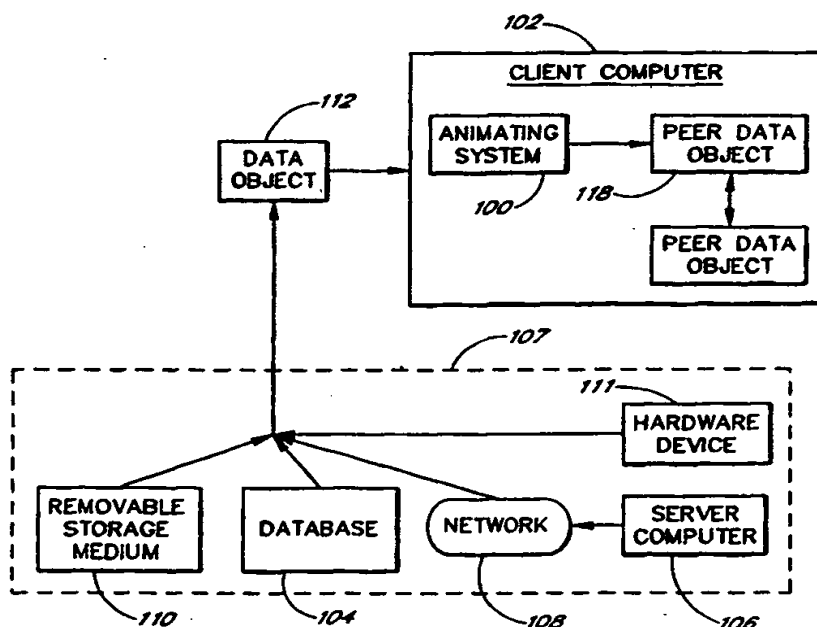 102
CLIENT COMPUTER
112
DATA
OBJECT
ANIMATING
SYSTEM
100
PEER DATA
OBJECT
118
PEER DATA
OBJECT
107
111
HARDWARE
DEVICE
REMOVABLE
STORAGE
MEDIUM
110
DATABASE
104
NETWORK
108
SERVER
COMPUTER
106